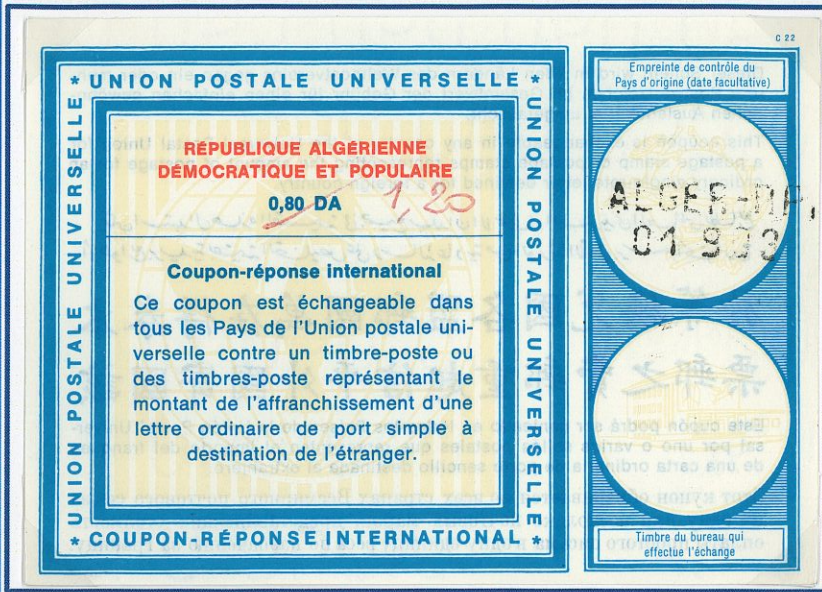 C 22
* UNION POSTALE UNIVERSELLE *
UNION POSTALE UNIVERSELLE
UNION POSTALE UNIVERSELLE
RÉPUBLIQUE ALGÉRIENNE
DÉMOCRATIQUE ET POPULAIRE
0,80 DA 1,20
Coupon-réponse international
Ce coupon est échangeable dans
tous les Pays de l'Union postale uni-
verselle contre un timbre-poste ou
des timbres-poste représentant le
montant de l'affranchissement d'une
lettre ordinaire de port simple à
destination de l'étranger.
* COUPON-RÉPONSE INTERNATIONAL *
Empreinte de contrôle du
Pays d'origine (date facultative)
ALGER
Timbre du bureau qui
effectue l'échange